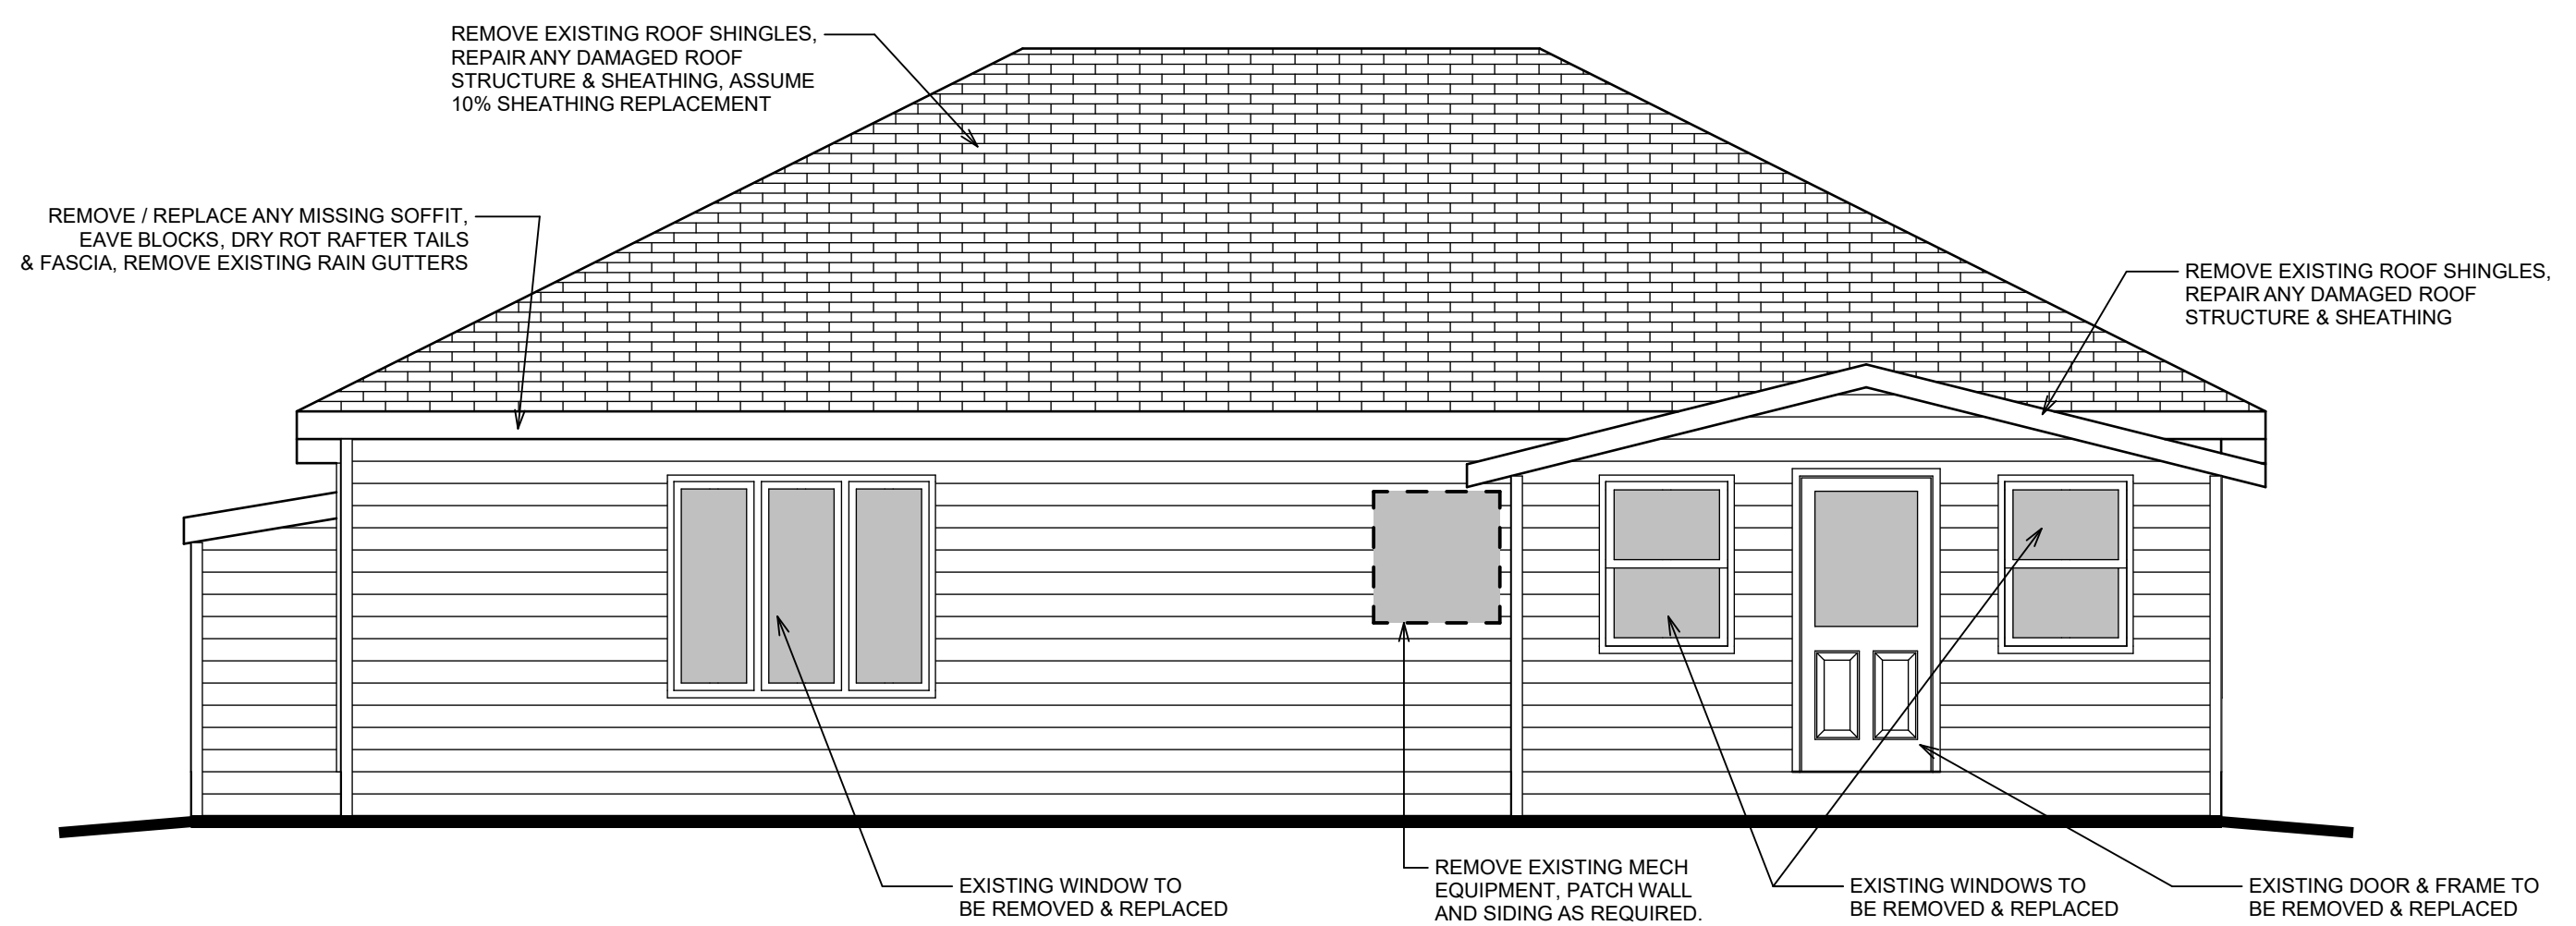 REMOVE EXISTING ROOF SHINGLES,
REPAIR ANY DAMAGED ROOF
STRUCTURE & SHEATHING, ASSUME
10% SHEATHING REPLACEMENT
REMOVE / REPLACE ANY MISSING SOFFIT,
EAVE BLOCKS, DRY ROT RAFTER TAILS
& FASCIA, REMOVE EXISTING RAIN GUTTERS
REMOVE EXISTING ROOF SHINGLES,
REPAIR ANY DAMAGED ROOF
STRUCTURE & SHEATHING
EXISTING WINDOW TO
BE REMOVED & REPLACED
REMOVE EXISTING MECH
EQUIPMENT, PATCH WALL
AND SIDING AS REQUIRED.
EXISTING WINDOWS TO
BE REMOVED & REPLACED
EXISTING DOOR & FRAME TO
BE REMOVED & REPLACED